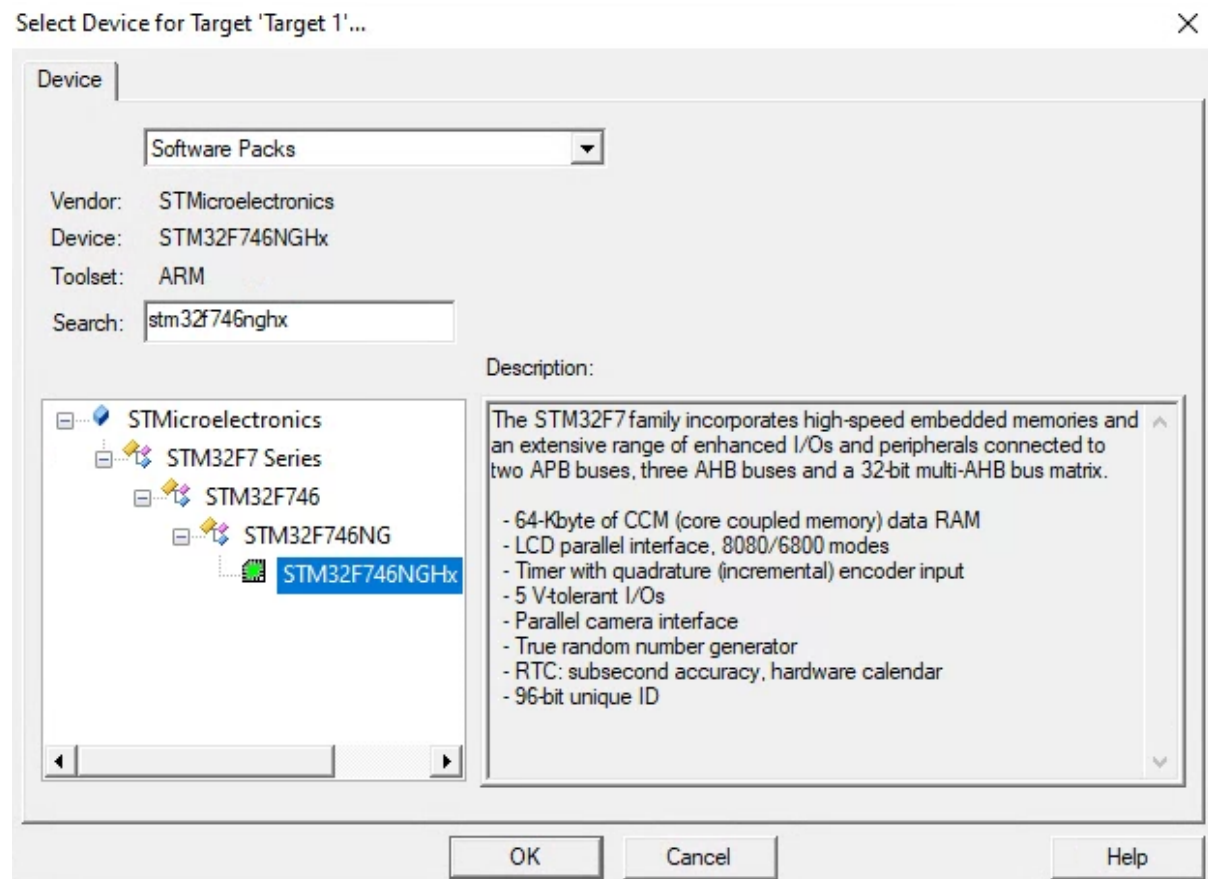 Select Device for Target 'Target 1'...
Device
Software Packs
Vendor: STMicroelectronics
Device: STM32F746NGHx
Toolset: ARM
Search: stm32f746nghx
Description:
STMicroelectronics
STM32F7 Series
STM32F746
STM32F746NG
STM32F746NGHx
The STM32F7 family incorporates high-speed embedded memories and
an extensive range of enhanced I/Os and peripherals connected to
two APB buses, three AHB buses and a 32-bit multi-AHB bus matrix.
- 64-Kbyte of CCM (core coupled memory) data RAM
- LCD parallel interface, 8080/6800 modes
- Timer with quadrature (incremental) encoder input
- 5 V-tolerant I/Os
- Parallel camera interface
- True random number generator
- RTC: subsecond accuracy, hardware calendar
- 96-bit unique ID
OK Cancel Help